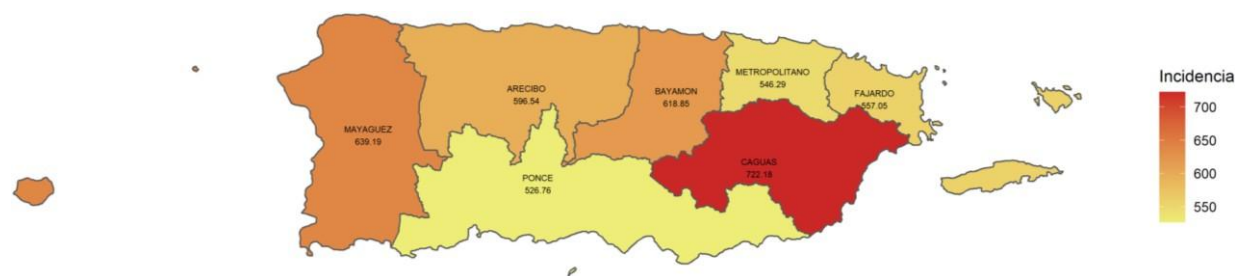 METROPOLITANO
546.29
ARECIBO
596.54
BAYAMON
618.85
FAJARDO
557.05
MAYAGUEZ
639.19
CAGUAS
722.18
PONCE
526.76
Incidencia
700
650
600
550